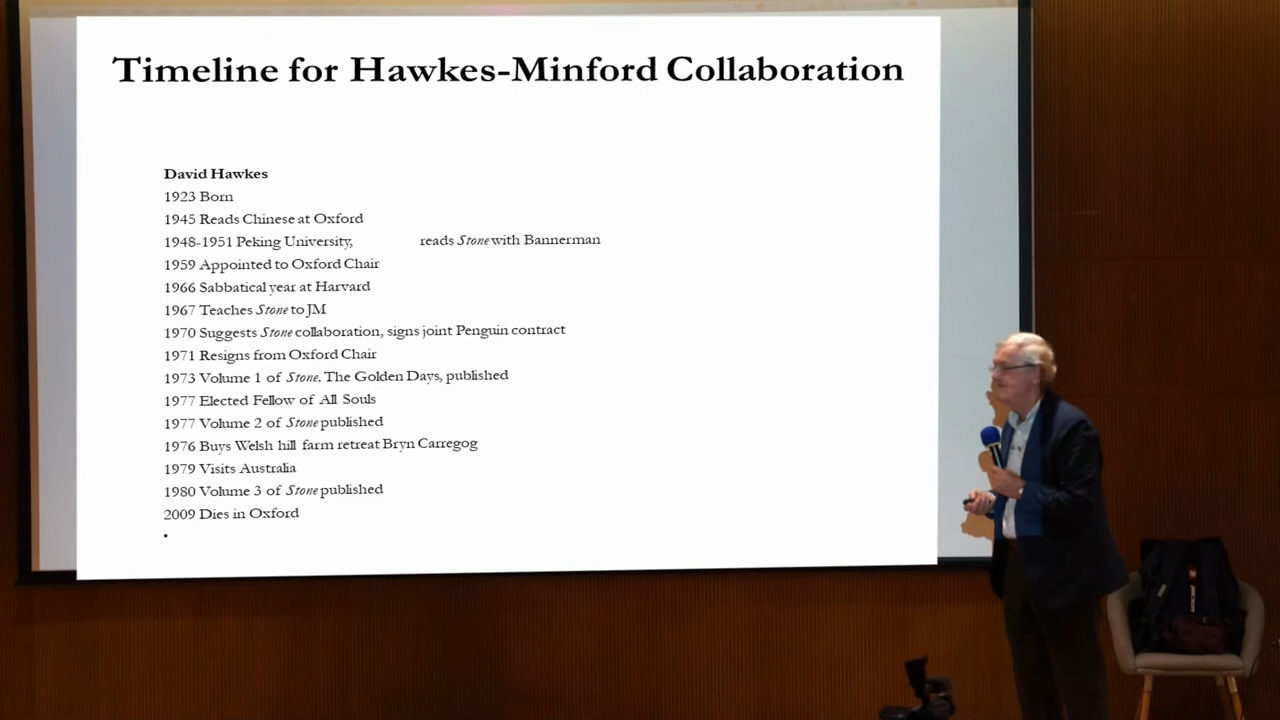 Timeline for Hawkes-Minford Collaboration
David Hawkes
1923 Born
1945 Reads Chinese at Oxford
1948-1951 Peking University, reads Stone with Bannerman
1959 Appointed to Oxford Chair
1966 Sabbatical year at Harvard
1967 Teaches Stone to JM
1970 Suggests Stone collaboration, signs joint Penguin contract
1971 Resigns from Oxford Chair
1973 Volume 1 of Stone, The Golden Days, published
1977 Elected Fellow of All Souls
1977 Volume 2 of Stone published
1976 Buys Welsh hill farm retreat Bryn Carregog
1979 Visits Australia
1980 Volume 3 of Stone published
2009 Dies in Oxford